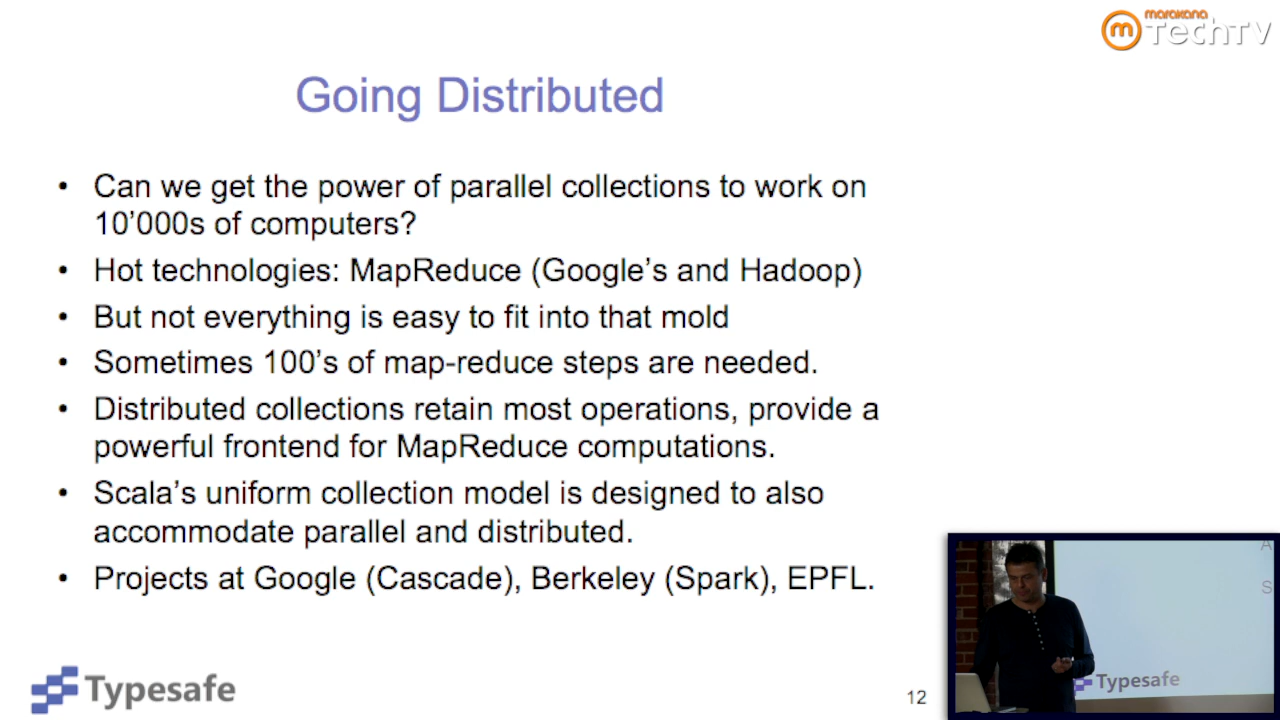 marakana
TechTV
Going Distributed
• Can we get the power of parallel collections to work on
10’000s of computers?
• Hot technologies: MapReduce (Google’s and Hadoop)
• But not everything is easy to fit into that mold
• Sometimes 100’s of map-reduce steps are needed.
• Distributed collections retain most operations, provide a
powerful frontend for MapReduce computations.
• Scala’s uniform collection model is designed to also
accommodate parallel and distributed.
• Projects at Google (Cascade), Berkeley (Spark), EPFL.
Typesafe
12
A
S
Typesafe